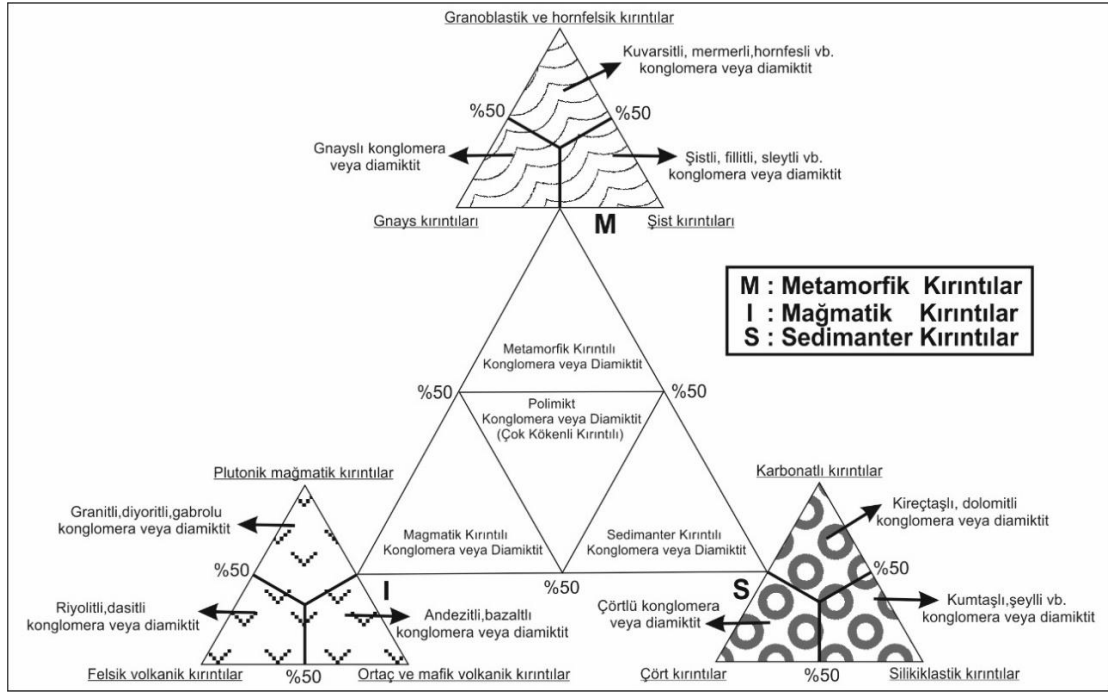 Granoblastik ve hornfelsik kırıntılar
Kuvarsitli, mermerli,hornfesli vb.
konglomera veya diamiktit
%50
%50
Gnayslı konglomera
veya diamiktit
Şistli, fillitli, sleytli vb.
konglomera veya diamiktit
Gnays kırıntıları
M
Şist kırıntıları
M : Metamorfik Kırıntılar
I : Mağmatik Kırıntılar
S : Sedimanter Kırıntılar
Metamorfik Kırıntılı
Konglomera veya Diamiktit
%50
%50
Polimikt
Konglomera veya Diamiktit
(Çok Kökenli Kırıntılı)
Magmatik Kırıntılı
Konglomera veya Diamiktit
Sedimanter Kırıntılı
Konglomera veya Diamiktit
%50
Plutonik mağmatik kırıntılar
Granitli,diyoritli,gabrolu
konglomera veya diamiktit
%50
I
Riyolitli,dasitli
konglomera veya diamiktit
Andezitli,bazaltlı
konglomera veya diamiktit
Felsik volkanik kırıntılar
%50
Ortaç ve mafik volkanik kırıntılar
Karbonatlı kırıntılar
Kireçtaşlı, dolomitli
konglomera veya diamiktit
%50
S
Çörtlü konglomera
veya diamiktit
Kumtaşlı,şeylli vb.
konglomera veya diamiktit
Çört kırıntıları
%50
Silikiklastik kırıntılar